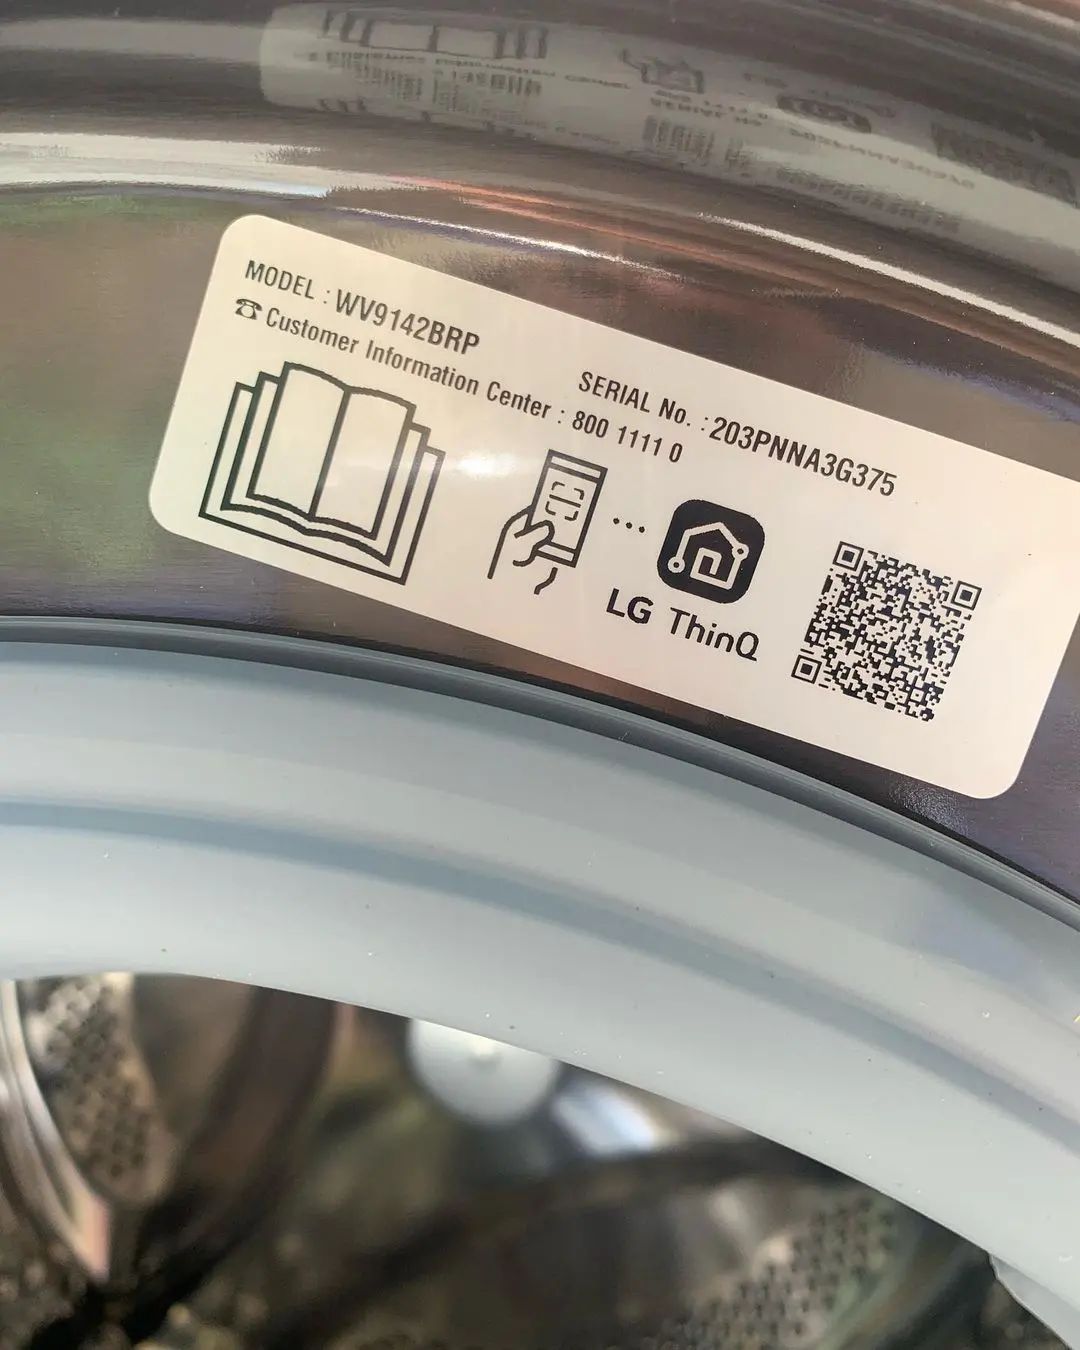 MODEL : WV9142BRP
SERIAL No. : 203PNNA3G375
☎ Customer Information Center : 800 1111 0
LG ThinQ